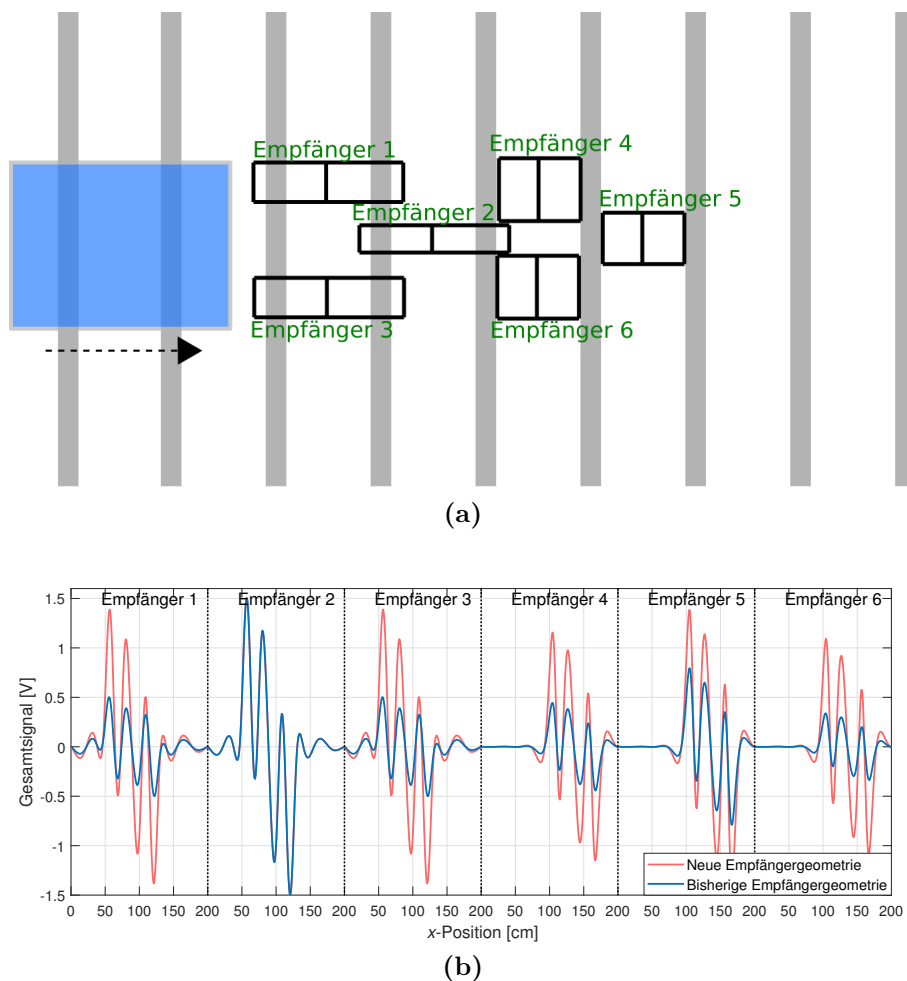 Empfänger 1
Empfänger 4
Empfänger 2
Empfänger 5
Empfänger 3
Empfänger 6
(a)
Empfänger 1 Empfänger 2 Empfänger 3 Empfänger 4 Empfänger 5 Empfänger 6
1.5
1
0.5
0
-0.5
-1
-1.5
Gesamtsignal [V]
Neue Empfängergeometrie
Bisherige Empfängergeometrie
0 50 100 150 200 50 100 150 200 50 100 150 200 50 100 150 200 50 100 150 200 50 100 150 200
x-Position [cm]
(b)